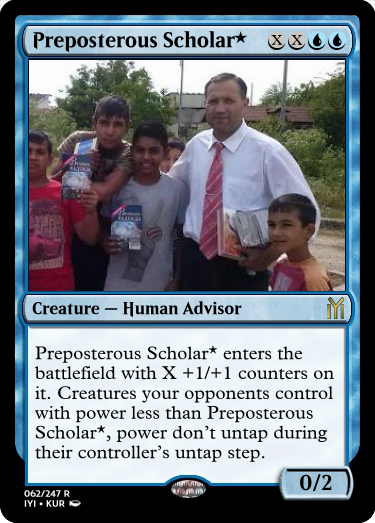 Preposterous Scholar★ XXUU
Creature — Human Advisor
Preposterous Scholar★ enters the
battlefield with X +1/+1 counters on
it. Creatures your opponents control
with power less than Preposterous
Scholar★, power don't untap during
their controller's untap step.
0/2
062/247 R
IYI • KUR